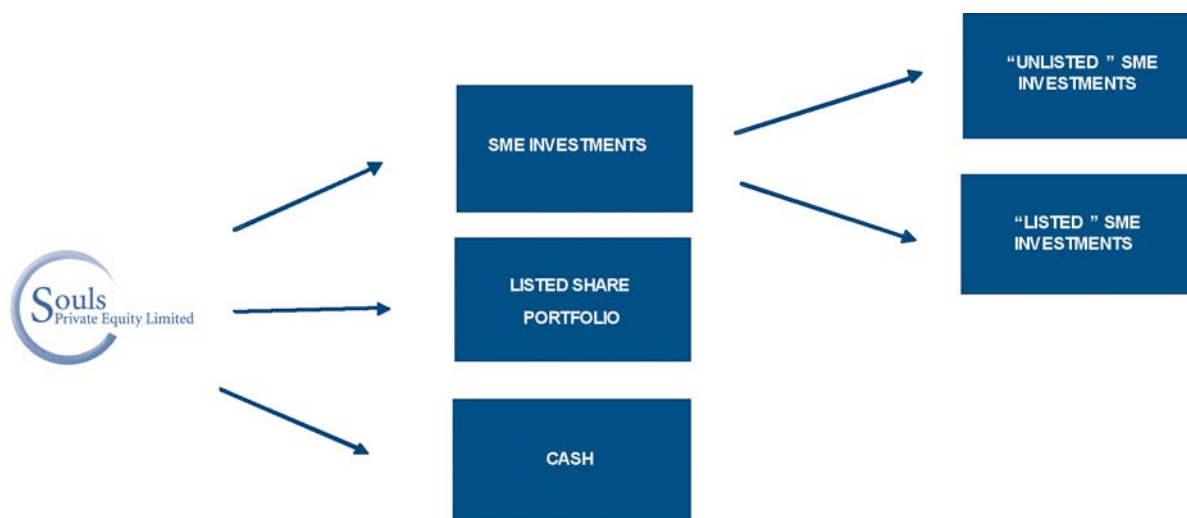 Souls
Private Equity Limited
SME INVESTMENTS
LISTED SHARE
PORTFOLIO
CASH
“UNLISTED ” SME
INVESTMENTS
“LISTED ” SME
INVESTMENTS